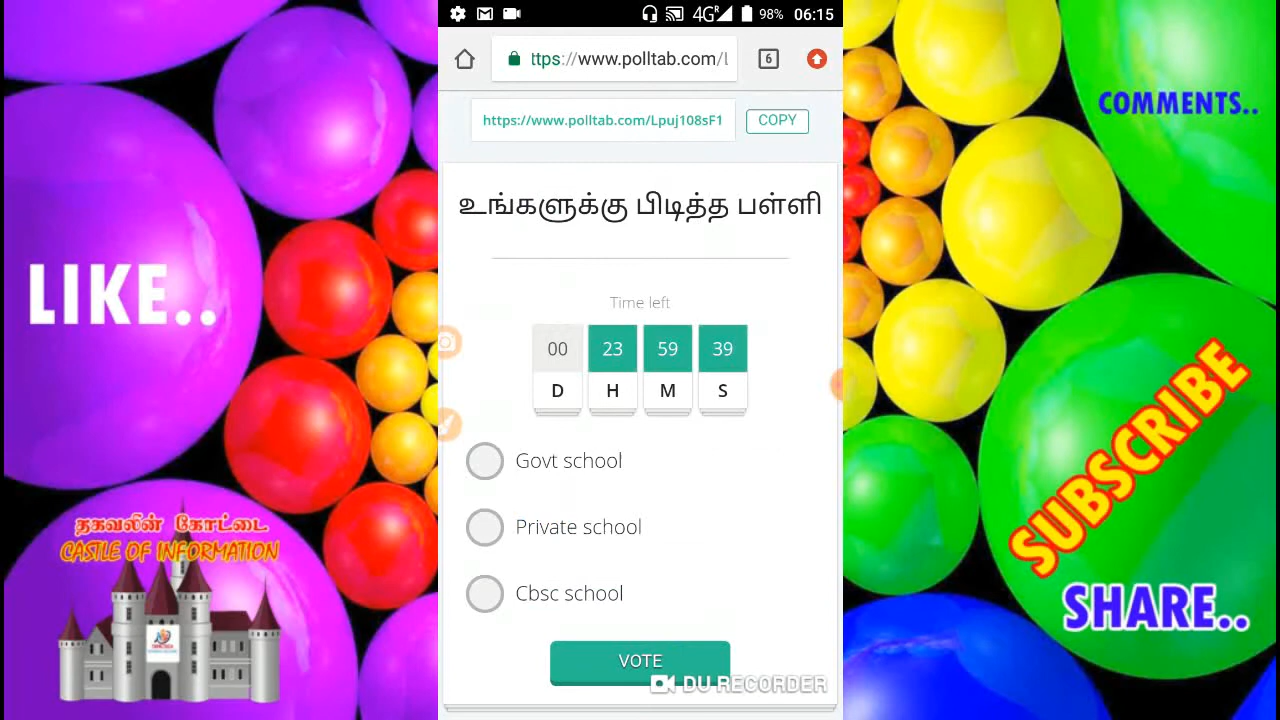 98% 06:15
4G R
ttps://www.polltab.com/L
6
https://www.polltab.com/Lpuj108sF1 COPY
உங்களுக்கு பிடித்த பள்ளி
Time left
00 23 59 39
D H M S
Govt school
Private school
Cbsc school
VOTE
DU RECORDER
LIKE..
தகவலின் கோட்டை
CASTLE OF INFORMATION
COMMENTS..
SUBSCRIBE
SHARE..